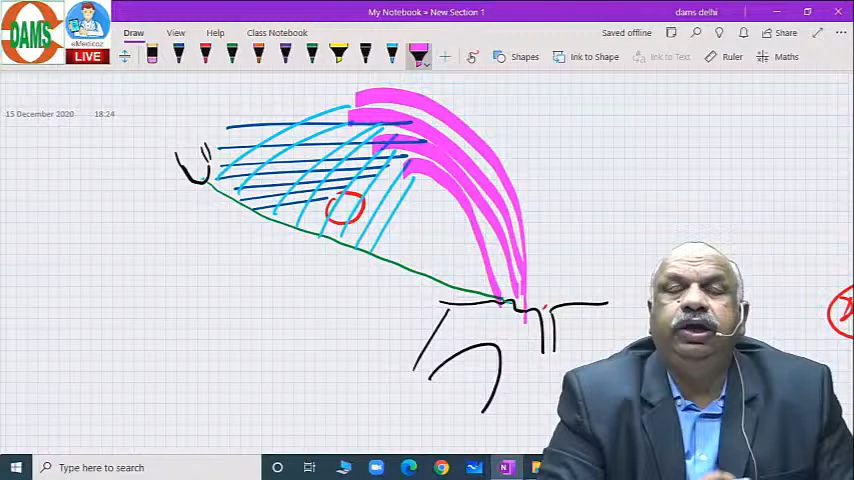 My Notebook » New Section 1
dams delhi
DAMS
eMedicoz
LIVE
Draw
View
Help
Class Notebook
Saved offline
Share
Shapes
Ink to Shape
Ink to Text
Ruler
Maths
15 December 2020
18:24
Type here to search